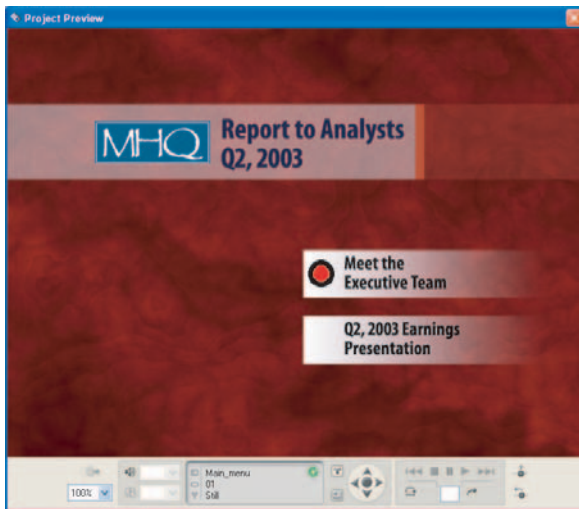 Project Preview
MHQ
Report to Analysts
Q2, 2003
Meet the
Executive Team
Q2, 2003 Earnings
Presentation
Main_menu
01
Still
100%